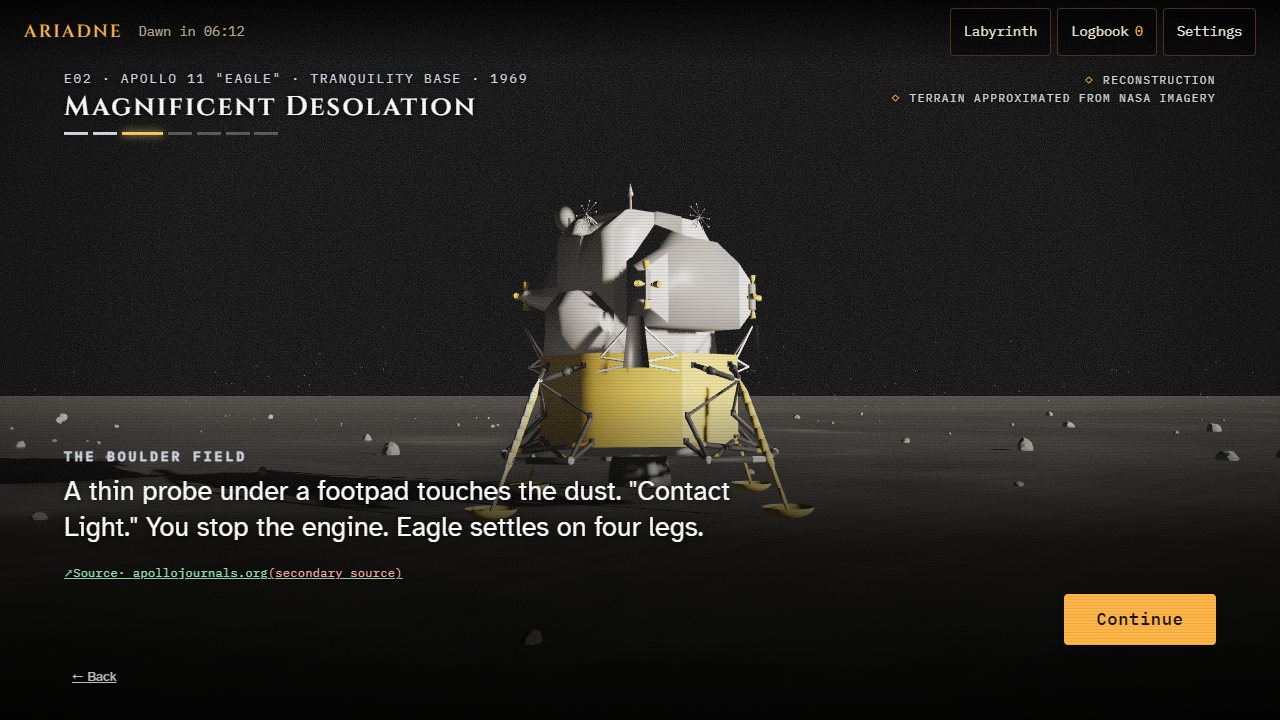 ARIADNE Dawn in 06:12 Labyrinth Logbook 0 Settings
E02 · APOLLO 11 "EAGLE" · TRANQUILITY BASE · 1969
MAGNIFICENT DESOLATION
◇ RECONSTRUCTION
◇ TERRAIN APPROXIMATED FROM NASA IMAGERY
THE BOULDER FIELD
A thin probe under a footpad touches the dust. "Contact
Light." You stop the engine. Eagle settles on four legs.
↗Source· apollojournals.org(secondary source)
Continue
← Back